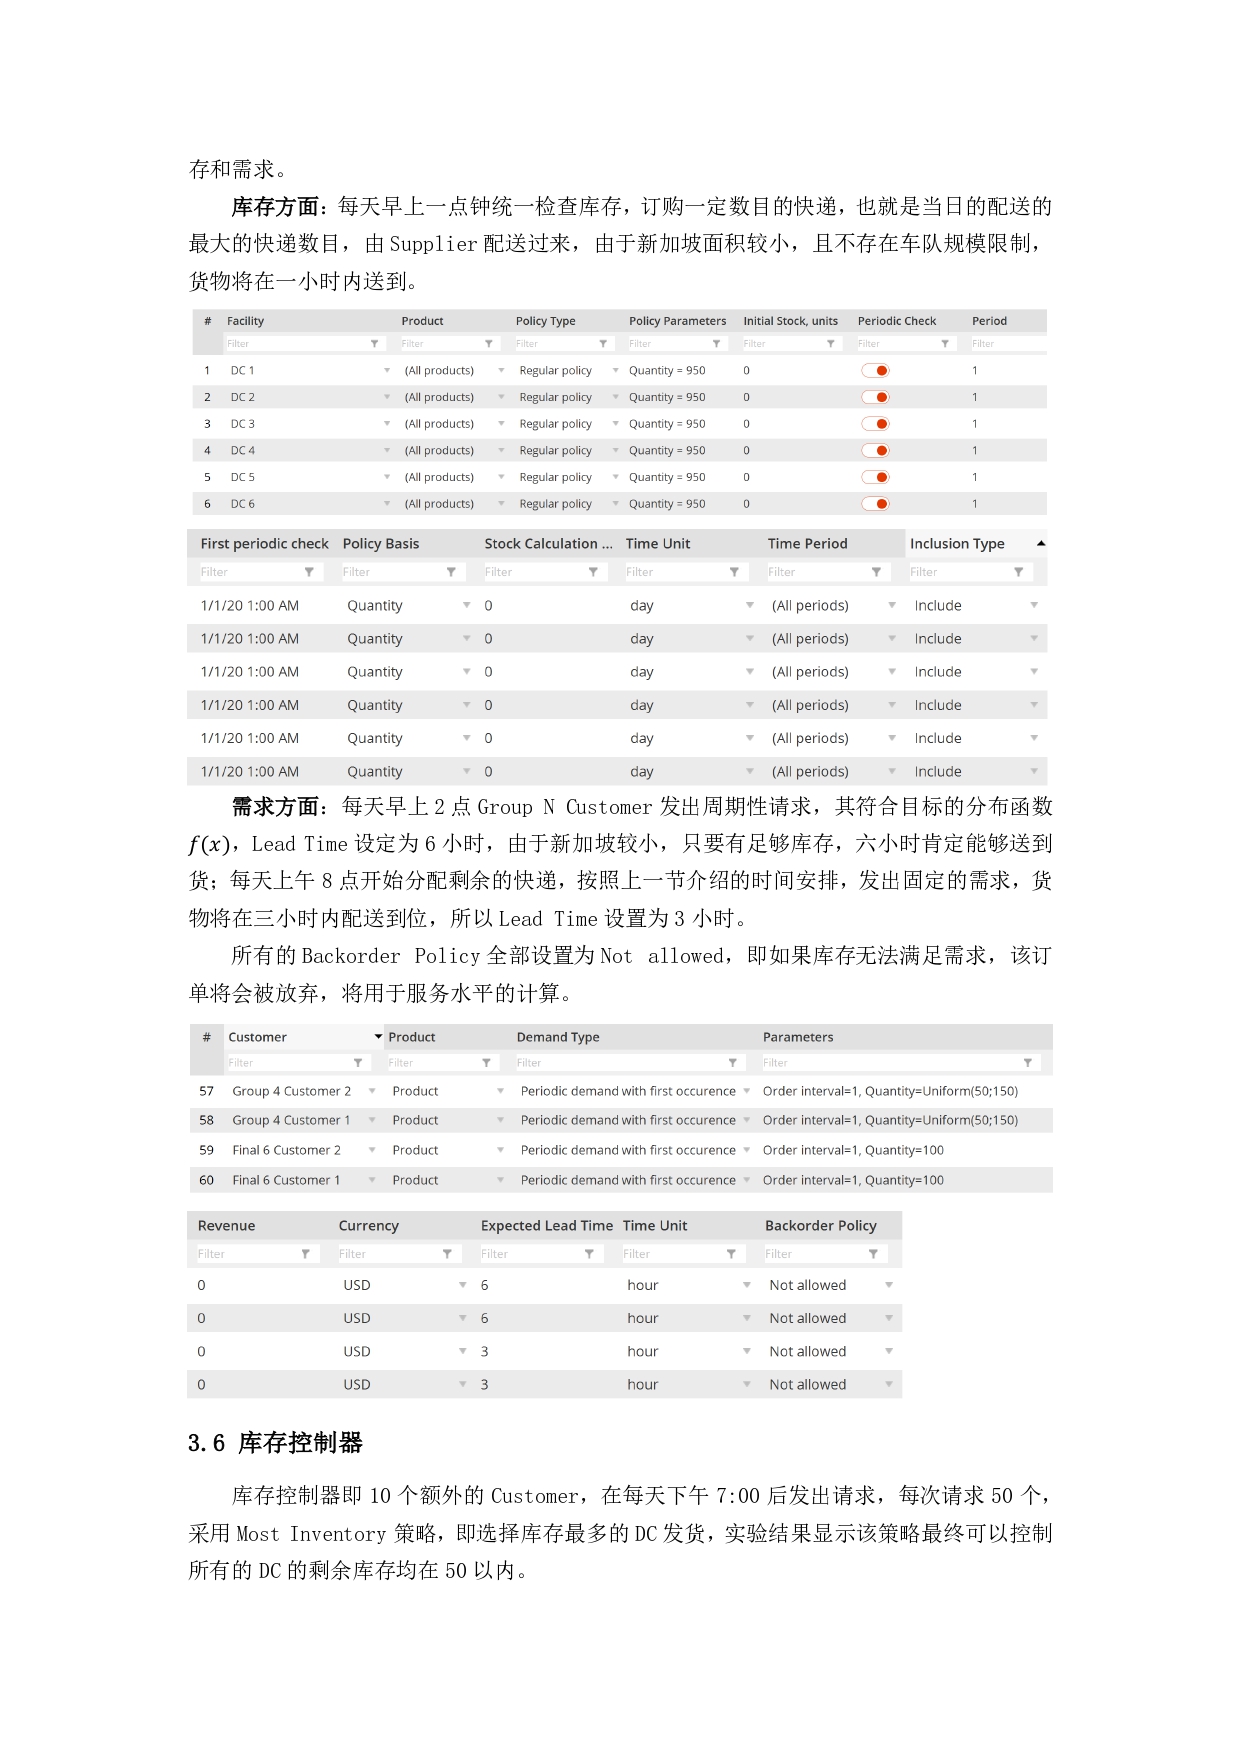 存和需求。
库存方面：每天早上一点钟统一检查库存，订购一定数目的快递，也就是当日的配送的
最大的快递数目，由 Supplier 配送过来，由于新加坡面积较小，且不存在车队规模限制，
货物将在一小时内送到。
# Facility Product Policy Type Policy Parameters Initial Stock, units Periodic Check Period
Filter Filter Filter Filter Filter Filter Filter
1 DC 1 (All products) Regular policy Quantity = 950 0 1
2 DC 2 (All products) Regular policy Quantity = 950 0 1
3 DC 3 (All products) Regular policy Quantity = 950 0 1
4 DC 4 (All products) Regular policy Quantity = 950 0 1
5 DC 5 (All products) Regular policy Quantity = 950 0 1
6 DC 6 (All products) Regular policy Quantity = 950 0 1
First periodic check Policy Basis Stock Calculation ... Time Unit Time Period Inclusion Type
Filter Filter Filter Filter Filter Filter
1/1/20 1:00 AM Quantity 0 day (All periods) Include
1/1/20 1:00 AM Quantity 0 day (All periods) Include
1/1/20 1:00 AM Quantity 0 day (All periods) Include
1/1/20 1:00 AM Quantity 0 day (All periods) Include
1/1/20 1:00 AM Quantity 0 day (All periods) Include
1/1/20 1:00 AM Quantity 0 day (All periods) Include
需求方面：每天早上 2 点 Group N Customer 发出周期性请求，其符合目标的分布函数
f(x)，Lead Time 设定为 6 小时，由于新加坡较小，只要有足够库存，六小时肯定能够送到
货；每天上午 8 点开始分配剩余的快递，按照上一节介绍的时间安排，发出固定的需求，货
物将在三小时内配送到位，所以 Lead Time 设置为 3 小时。
所有的 Backorder Policy 全部设置为 Not allowed，即如果库存无法满足需求，该订
单将会被放弃，将用于服务水平的计算。
# Customer Product Demand Type Parameters
Filter Filter Filter Filter
57 Group 4 Customer 2 Product Periodic demand with first occurence Order interval=1, Quantity=Uniform(50;150)
58 Group 4 Customer 1 Product Periodic demand with first occurence Order interval=1, Quantity=Uniform(50;150)
59 Final 6 Customer 2 Product Periodic demand with first occurence Order interval=1, Quantity=100
60 Final 6 Customer 1 Product Periodic demand with first occurence Order interval=1, Quantity=100
Revenue Currency Expected Lead Time Time Unit Backorder Policy
Filter Filter Filter Filter Filter
0 USD 6 hour Not allowed
0 USD 6 hour Not allowed
0 USD 3 hour Not allowed
0 USD 3 hour Not allowed
3.6 库存控制器
库存控制器即 10 个额外的 Customer，在每天下午 7:00 后发出请求，每次请求 50 个，
采用 Most Inventory 策略，即选择库存最多的 DC 发货，实验结果显示该策略最终可以控制
所有的 DC 的剩余库存均在 50 以内。